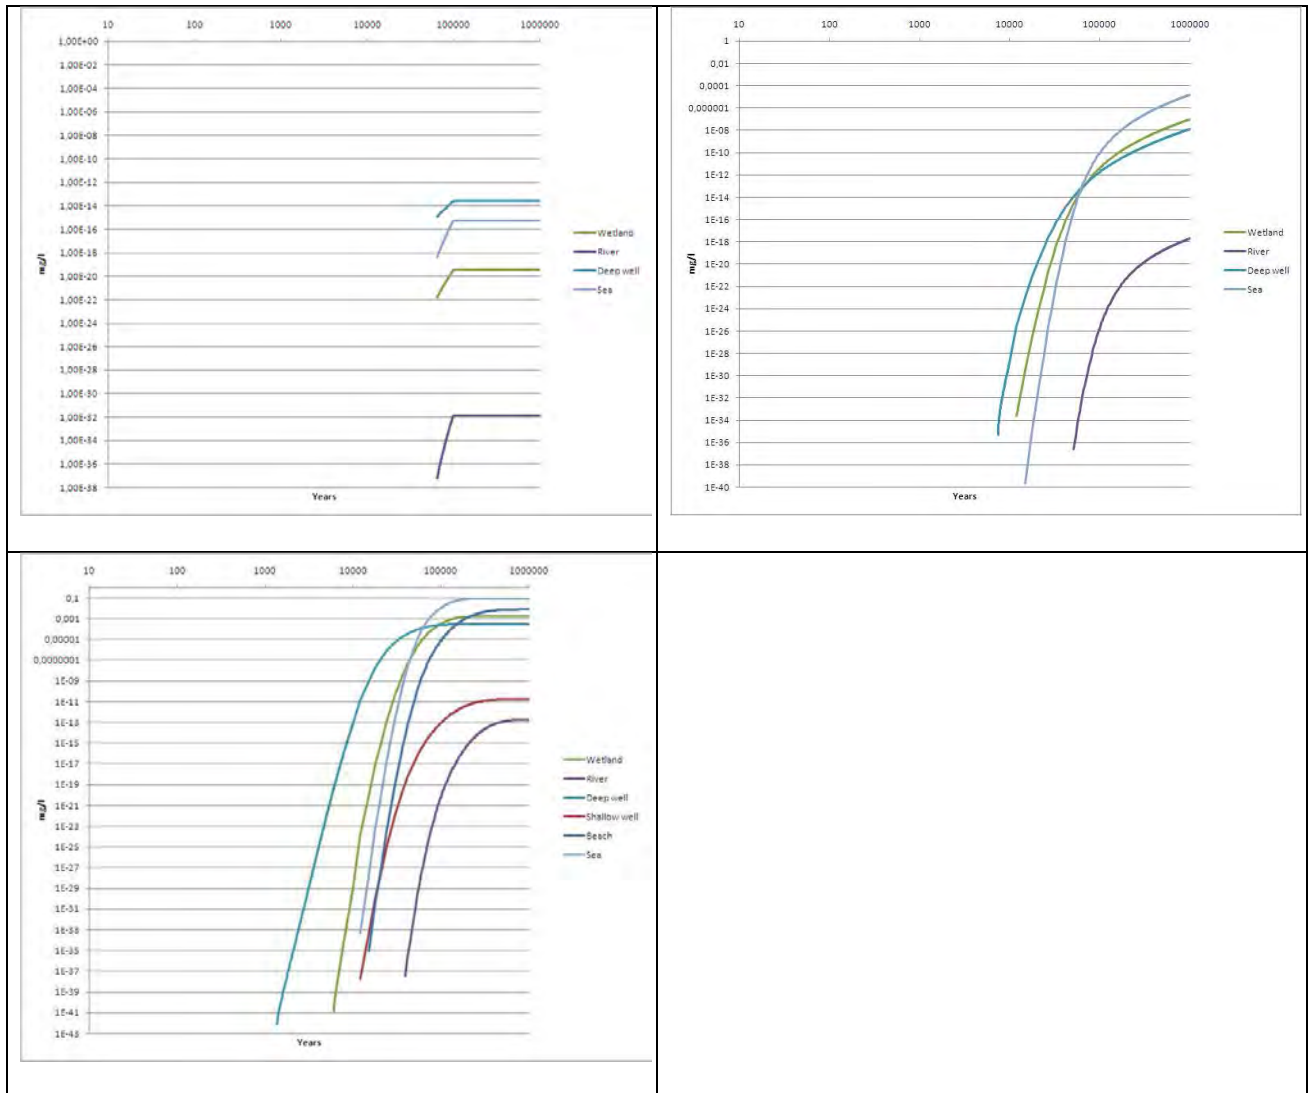 10 100 1000 10000 100000 1000000
1,00E+00
1,00E-02
1,00E-04
1,00E-06
1,00E-08
1,00E-10
1,00E-12
1,00E-14
1,00E-16
1,00E-18
1,00E-20
1,00E-22
1,00E-24
1,00E-26
1,00E-28
1,00E-30
1,00E-32
1,00E-34
1,00E-36
1,00E-38
mg/l
Years
Wetland
River
Deep well
Sea
10 100 1000 10000 100000 1000000
1
0,01
0,0001
0,000001
1E-08
1E-10
1E-12
1E-14
1E-16
1E-18
1E-20
1E-22
1E-24
1E-26
1E-28
1E-30
1E-32
1E-34
1E-36
1E-38
1E-40
mg/l
Years
Wetland
River
Deep well
Sea
10 100 1000 10000 100000 1000000
0,1
0,001
0,00001
0,0000001
1E-09
1E-11
1E-13
1E-15
1E-17
1E-19
1E-21
1E-23
1E-25
1E-27
1E-29
1E-31
1E-33
1E-35
1E-37
1E-39
1E-41
1E-43
mg/l
Years
Wetland
River
Deep well
Shallow well
Beach
Sea